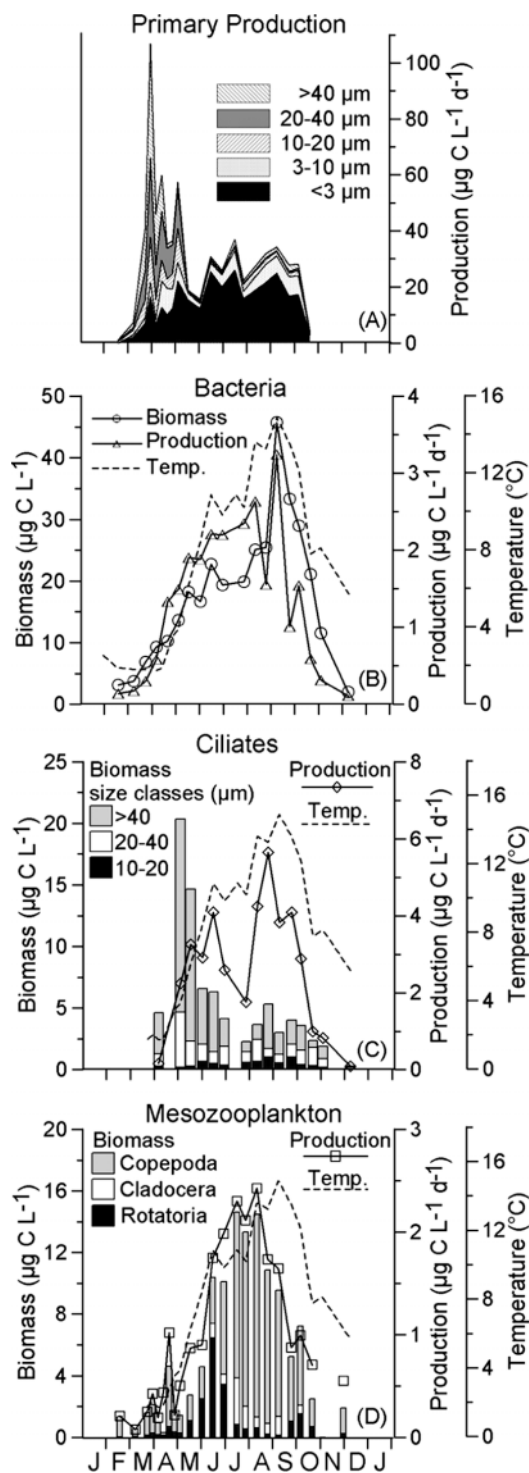 Primary Production
>40 µm
20-40 µm
10-20 µm
3-10 µm
<3 µm
100
80
60
40
20
0
Production (µg C L-1 d-1)
(A)
Bacteria
Biomass
Production
Temp.
50
40
30
20
10
0
Biomass (µg C L-1)
4
3
2
1
0
Production (µg C L-1 d-1)
16
12
8
4
0
Temperature (°C)
(B)
Ciliates
Biomass
size classes (µm)
>40
20-40
10-20
Production
Temp.
25
20
15
10
5
0
Biomass (µg C L-1)
8
6
4
2
0
Production (µg C L-1 d-1)
16
12
8
4
0
Temperature (°C)
(C)
Mesozooplankton
Biomass
Copepoda
Cladocera
Rotatoria
Production
Temp.
20
16
12
8
4
0
Biomass (µg C L-1)
3
2
1
0
Production (µg C L-1 d-1)
16
12
8
4
0
Temperature (°C)
(D)
J F M A M J J A S O N D J